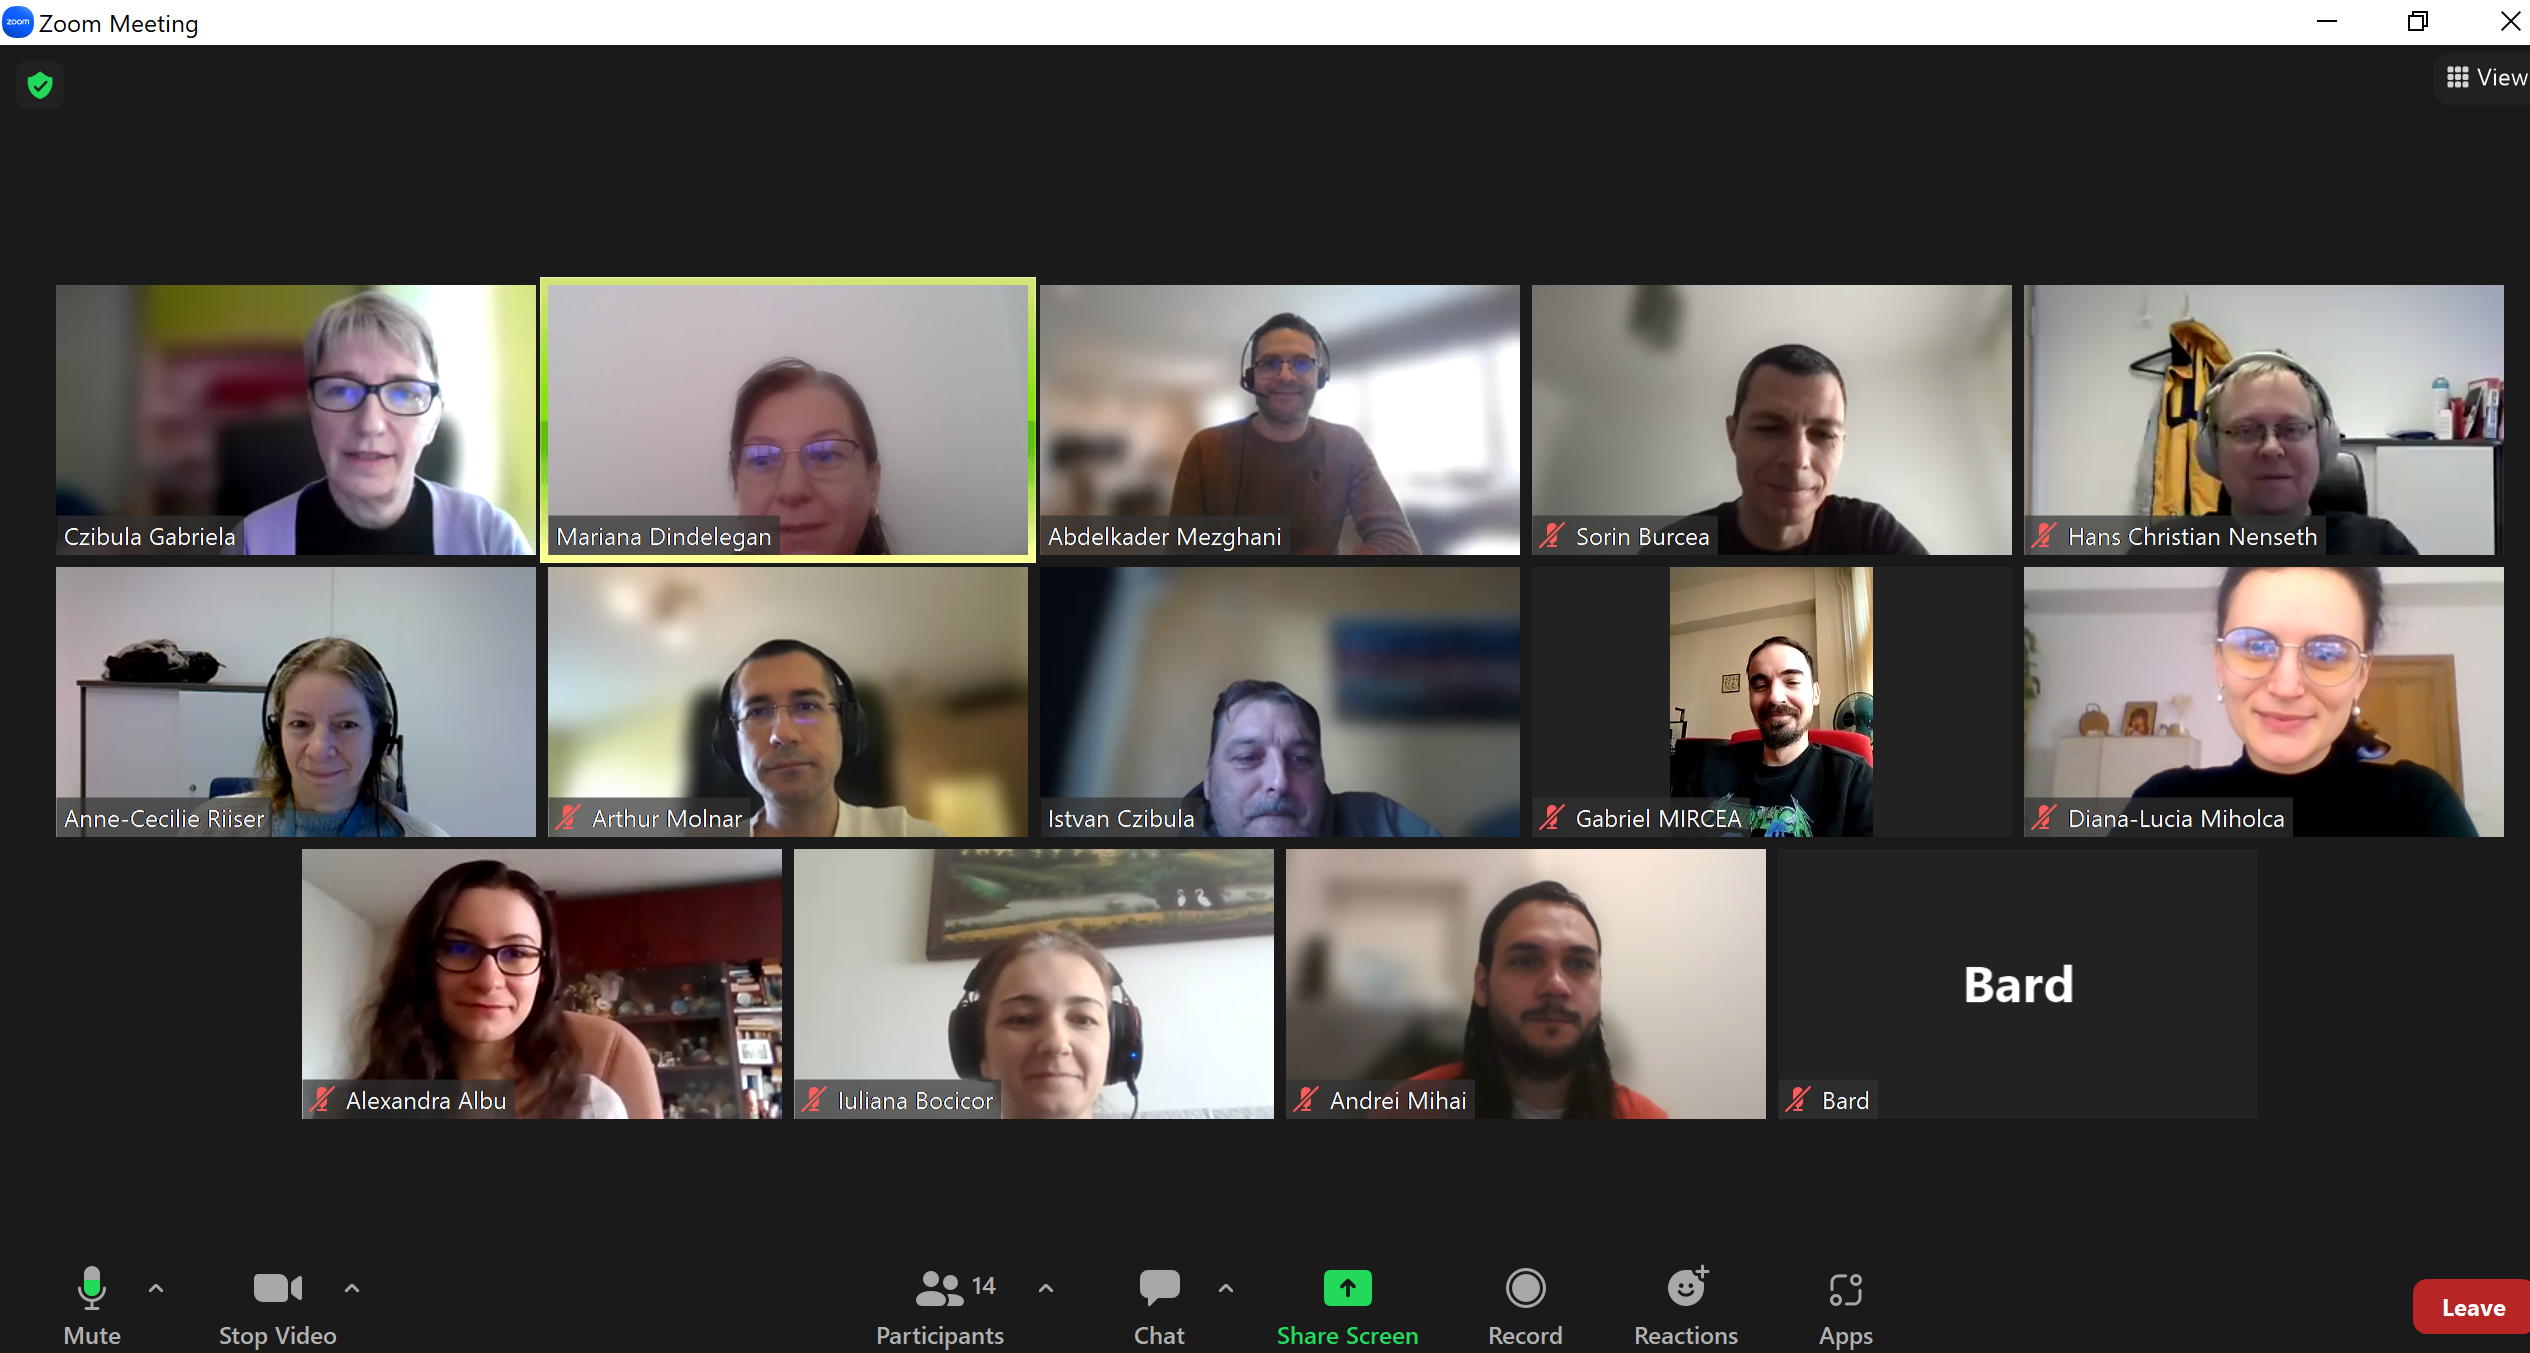 zoom Zoom Meeting
View
Czibula Gabriela
Mariana Dindelegan
Abdelkader Mezghani
Sorin Burcea
Hans Christian Nenseth
Anne-Cecilie Riiser
Arthur Molnar
Istvan Czibula
Gabriel MIRCEA
Diana-Lucia Miholca
Alexandra Albu
Iuliana Bocicor
Andrei Mihai
Bard
Bard
14
Mute
Stop Video
Participants
Chat
Share Screen
Record
Reactions
Apps
Leave